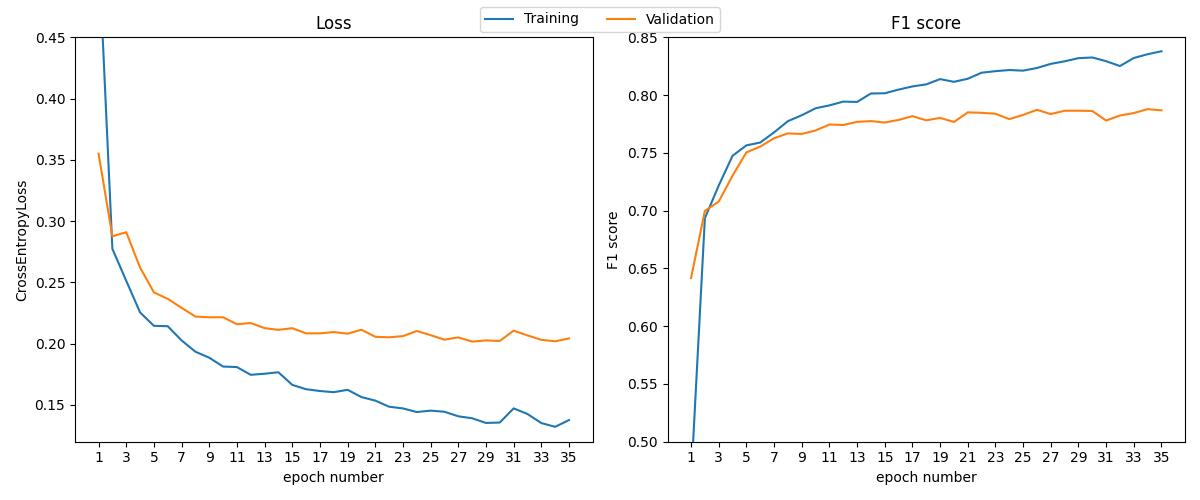 Training Validation
Loss
0.45
0.40
0.35
0.30
0.25
0.20
0.15
CrossEntropyLoss
1 3 5 7 9 11 13 15 17 19 21 23 25 27 29 31 33 35
epoch number
F1 score
0.85
0.80
0.75
0.70
0.65
0.60
0.55
0.50
F1 score
1 3 5 7 9 11 13 15 17 19 21 23 25 27 29 31 33 35
epoch number